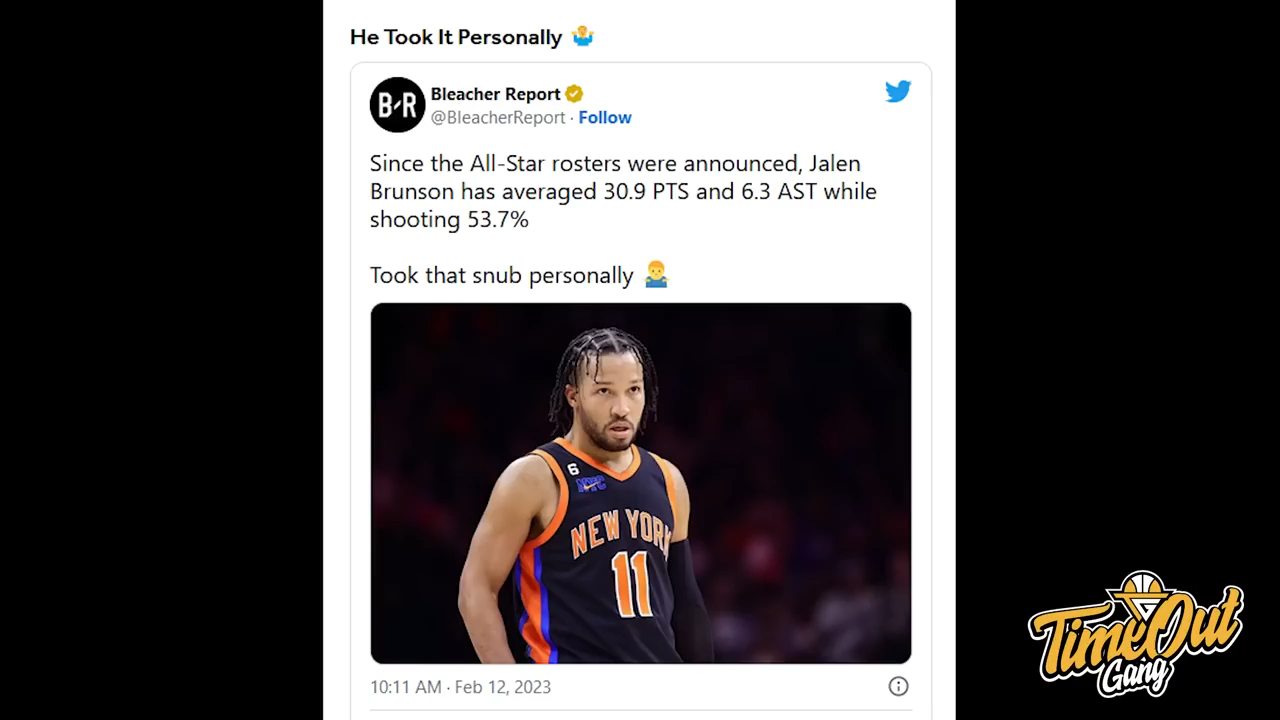 He Took It Personally 🤷‍♂️
B/R
Bleacher Report
@BleacherReport · Follow
Since the All-Star rosters were announced, Jalen
Brunson has averaged 30.9 PTS and 6.3 AST while
shooting 53.7%
Took that snub personally 🤷‍♂️
6
NYC
NEW YORK
11
10:11 AM · Feb 12, 2023
TimeOut
Gang